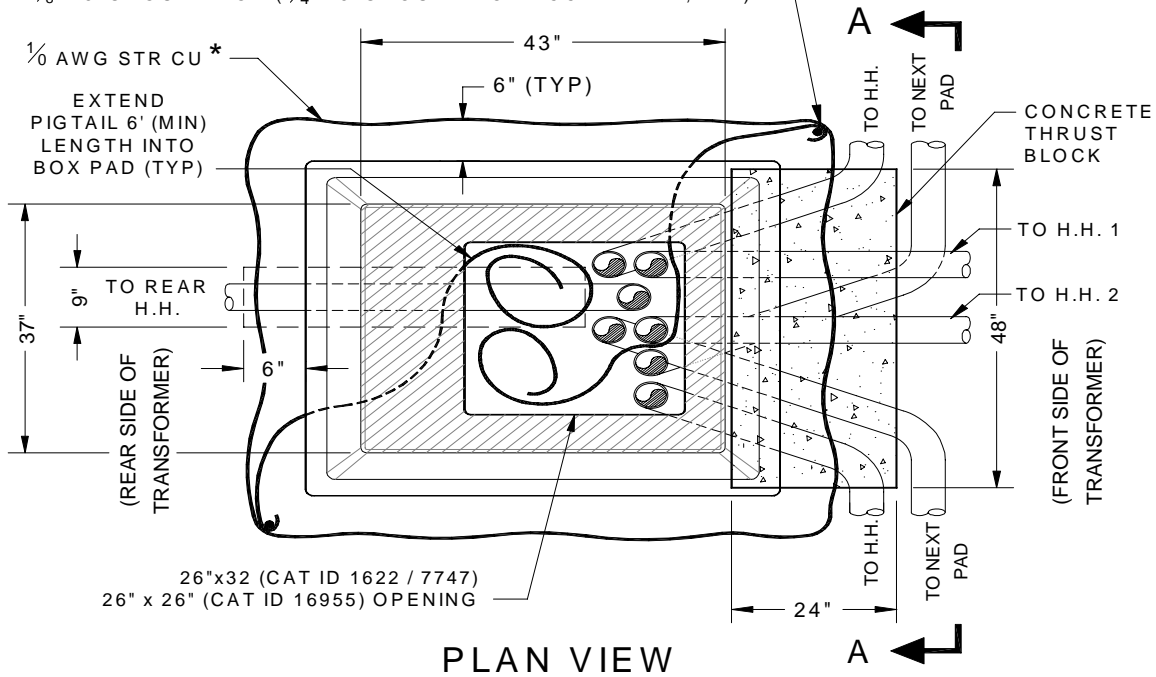 A
43"
1/0 AWG STR CU *
6" (TYP)
EXTEND
PIGTAIL 6' (MIN)
LENGTH INTO
BOX PAD (TYP)
TO H.H.
TO NEXT
PAD
CONCRETE
THRUST
BLOCK
TO H.H. 1
TO H.H. 2
37"
9"
TO REAR
H.H.
6"
48"
(REAR SIDE OF
TRANSFORMER)
(FRONT SIDE OF
TRANSFORMER)
TO H.H.
TO NEXT
PAD
26"x32 (CAT ID 1622 / 7747)
26" x 26" (CAT ID 16955) OPENING
24"
PLAN VIEW
A